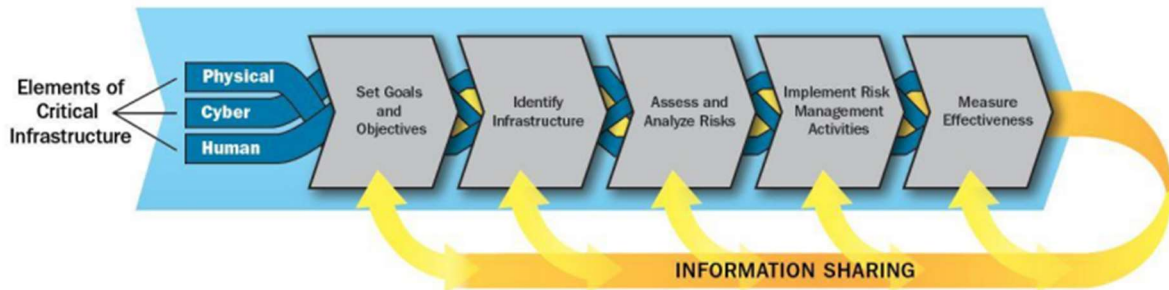 Elements of
Critical
Infrastructure
Physical
Cyber
Human
Set Goals
and
Objectives
Identify
Infrastructure
Assess and
Analyze Risks
Implement Risk
Management
Activities
Measure
Effectiveness
INFORMATION SHARING